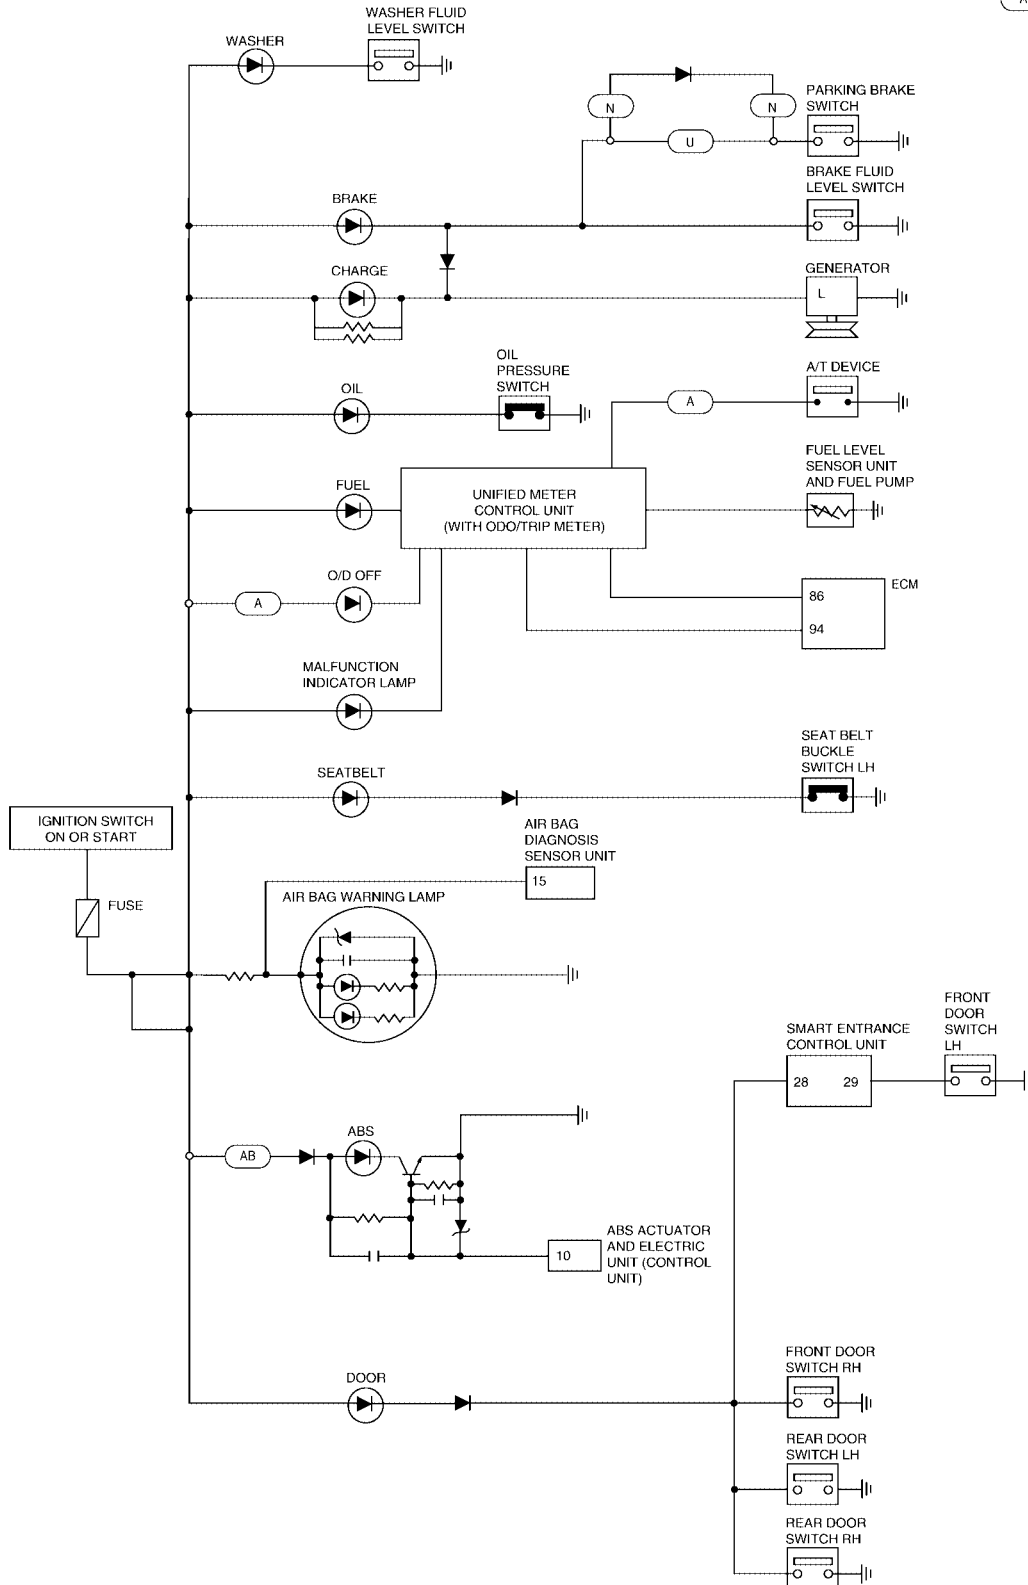 WASHER FLUID
LEVEL SWITCH
WASHER
N
N
PARKING BRAKE
SWITCH
U
BRAKE FLUID
LEVEL SWITCH
BRAKE
CHARGE
GENERATOR
L
OIL
PRESSURE
SWITCH
A/T DEVICE
OIL
A
FUEL LEVEL
SENSOR UNIT
AND FUEL PUMP
FUEL
UNIFIED METER
CONTROL UNIT
(WITH ODO/TRIP METER)
O/D OFF
A
ECM
86
94
MALFUNCTION
INDICATOR LAMP
SEAT BELT
BUCKLE
SWITCH LH
SEATBELT
IGNITION SWITCH
ON OR START
AIR BAG
DIAGNOSIS
SENSOR UNIT
15
FUSE
AIR BAG WARNING LAMP
FRONT
DOOR
SWITCH
LH
SMART ENTRANCE
CONTROL UNIT
28 29
ABS
AB
ABS ACTUATOR
AND ELECTRIC
UNIT (CONTROL
UNIT)
10
FRONT DOOR
SWITCH RH
DOOR
REAR DOOR
SWITCH LH
REAR DOOR
SWITCH RH